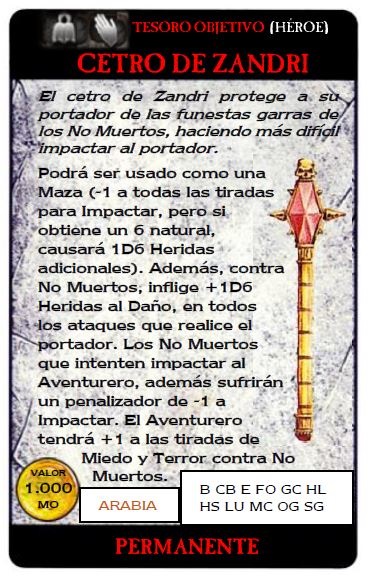 TESORO OBJETIVO (HÉROE)
CETRO DE ZANDRI
El cetro de Zandri protege a su
portador de las funestas garras de
los No Muertos, haciendo más difícil
impactar al portador.
Podrá ser usado como una
Maza (-1 a todas las tiradas
para Impactar, pero si
obtiene un 6 natural,
causará 1D6 Heridas
adicionales). Además, contra
No Muertos, inflige +1D6
Heridas al Daño, en todos
los ataques que realice el
portador. Los No Muertos
que intenten impactar al
Aventurero, además sufrirán
un penalizador de -1 a
Impactar. El Aventurero
tendrá +1 a las tiradas de
Miedo y Terror contra No
Muertos.
VALOR
1.000
MO
ARABIA
B CB E FO GC HL
HS LU MC OG SG
PERMANENTE